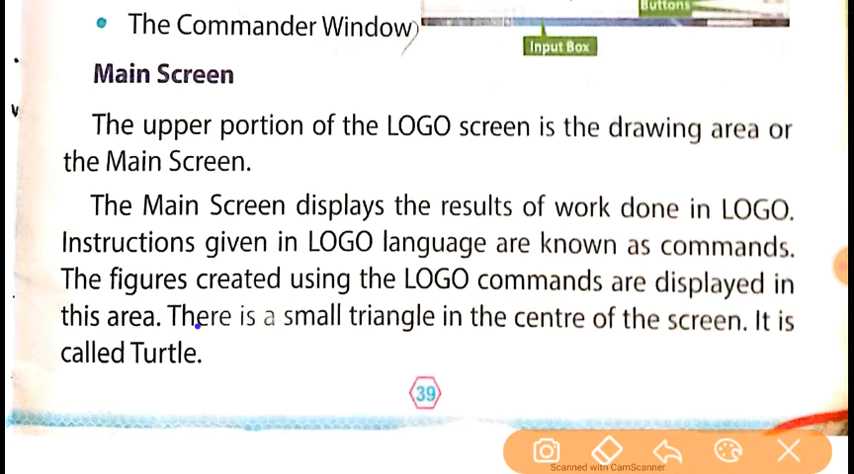 Buttons
• The Commander Window
Input Box
Main Screen
The upper portion of the LOGO screen is the drawing area or
the Main Screen.
The Main Screen displays the results of work done in LOGO.
Instructions given in LOGO language are known as commands.
The figures created using the LOGO commands are displayed in
this area. There is a small triangle in the centre of the screen. It is
called Turtle.
39
Scanned with CamScanner